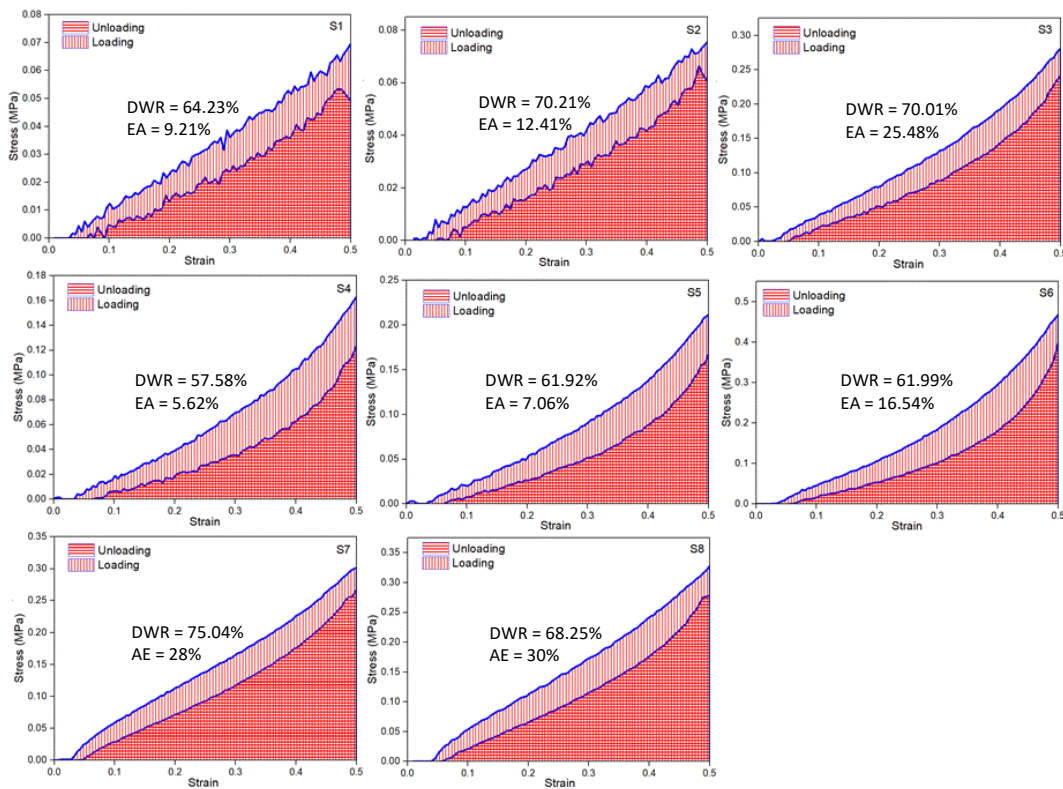 S1
Unloading
Loading
DWR = 64.23%
EA = 9.21%
Stress (MPa)
0.08
0.07
0.06
0.05
0.04
0.03
0.02
0.01
0.00
0.0 0.1 0.2 0.3 0.4 0.5
Strain
S2
Unloading
Loading
DWR = 70.21%
EA = 12.41%
Stress (MPa)
0.08
0.06
0.04
0.02
0.00
0.0 0.1 0.2 0.3 0.4 0.5
Strain
S3
Unloading
Loading
DWR = 70.01%
EA = 25.48%
Stress (MPa)
0.30
0.25
0.20
0.15
0.10
0.05
0.00
0.0 0.1 0.2 0.3 0.4 0.5
Strain
S4
Unloading
Loading
DWR = 57.58%
EA = 5.62%
Stress (MPa)
0.18
0.16
0.14
0.12
0.10
0.08
0.06
0.04
0.02
0.00
0.0 0.1 0.2 0.3 0.4 0.5
Strain
S5
Unloading
Loading
DWR = 61.92%
EA = 7.06%
Stress (MPa)
0.25
0.20
0.15
0.10
0.05
0.00
0.0 0.1 0.2 0.3 0.4 0.5
Strain
S6
Unloading
Loading
DWR = 61.99%
EA = 16.54%
Stress (MPa)
0.5
0.4
0.3
0.2
0.1
0.0
0.0 0.1 0.2 0.3 0.4 0.5
Strain
S7
Unloading
Loading
DWR = 75.04%
AE = 28%
Stress (MPa)
0.35
0.30
0.25
0.20
0.15
0.10
0.05
0.00
0.0 0.1 0.2 0.3 0.4 0.5
Strain
S8
Unloading
Loading
DWR = 68.25%
AE = 30%
Stress (MPa)
0.35
0.30
0.25
0.20
0.15
0.10
0.05
0.00
0.0 0.1 0.2 0.3 0.4 0.5
Strain